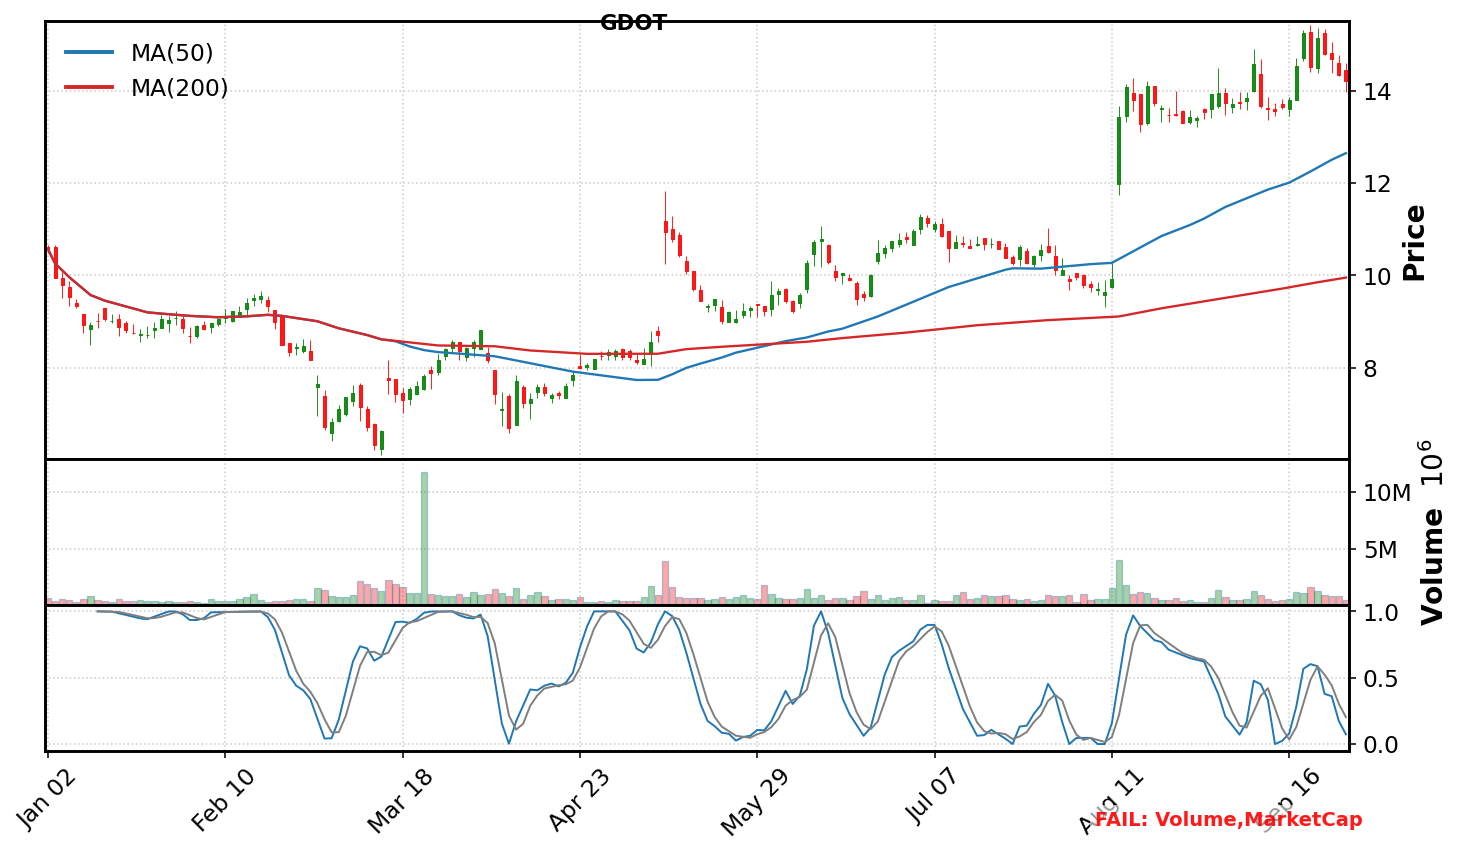 GDOT
MA(50)
MA(200)
14
12
10
8
Price
10M
5M
Volume 10^6
1.0
0.5
0.0
Jan 02
Feb 10
Mar 18
Apr 23
May 29
Jul 07
Aug 11
Sep 16
FAIL: Volume,MarketCap